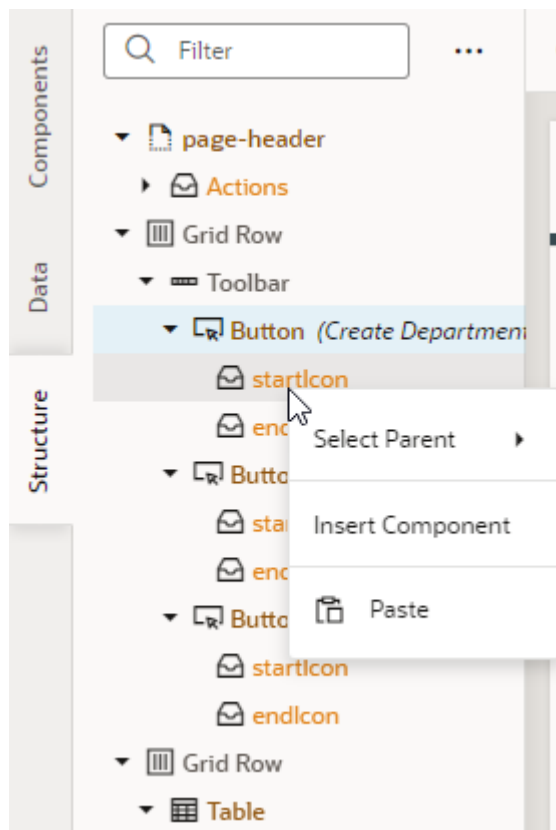 Components
Data
Structure
Filter
page-header
Actions
Grid Row
Toolbar
Button (Create Departmen
startIcon
end
Select Parent
Butto
sta
Insert Component
end
Paste
Butto
startIcon
endIcon
Grid Row
Table